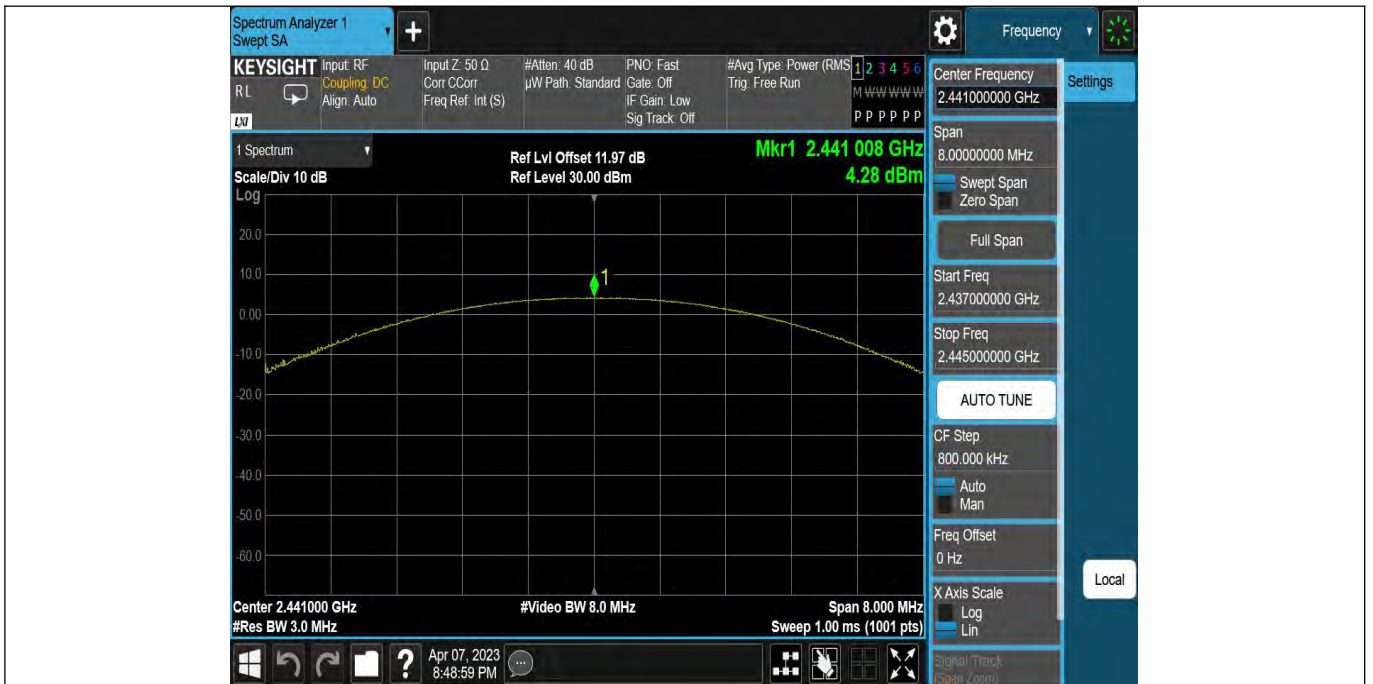 Spectrum Analyzer 1
Swept SA
+
Frequency
KEYSIGHT
RL
LXI
Input: RF
Coupling: DC
Align: Auto
Input Z: 50 Ω
Corr CCorr
Freq Ref: Int (S)
#Atten: 40 dB
µW Path: Standard
PNO: Fast
Gate: Off
IF Gain: Low
Sig Track: Off
#Avg Type: Power (RMS
Trig: Free Run
1 2 3 4 5 6
M W W W W W
P P P P P P
1 Spectrum
Scale/Div 10 dB
Log
Ref Lvl Offset 11.97 dB
Ref Level 30.00 dBm
Mkr1 2.441 008 GHz
4.28 dBm
20.0
10.0
0.00
-10.0
-20.0
-30.0
-40.0
-50.0
-60.0
1
Center 2.441000 GHz
#Res BW 3.0 MHz
#Video BW 8.0 MHz
Span 8.000 MHz
Sweep 1.00 ms (1001 pts)
Center Frequency
2.441000000 GHz
Settings
Span
8.00000000 MHz
Swept Span
Zero Span
Full Span
Start Freq
2.437000000 GHz
Stop Freq
2.445000000 GHz
AUTO TUNE
CF Step
800.000 kHz
Auto
Man
Freq Offset
0 Hz
X Axis Scale
Log
Lin
Signal Track
(Span Zoom)
Local
?
Apr 07, 2023
8:48:59 PM